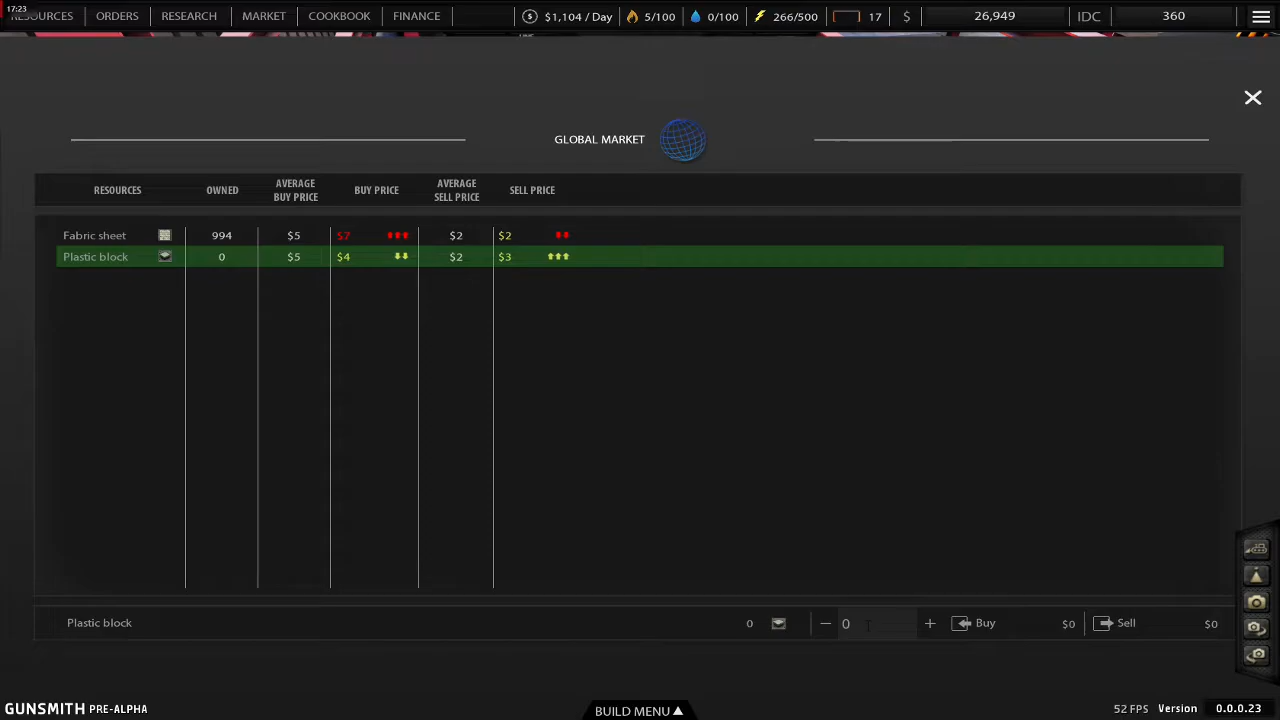 17:23
RESOURCES ORDERS RESEARCH MARKET COOKBOOK FINANCE $ $1,104 / Day 5/100 0/100 266/500 17 $ 26,949 IDC 360
GLOBAL MARKET
RESOURCES OWNED AVERAGE BUY PRICE BUY PRICE AVERAGE SELL PRICE SELL PRICE
Fabric sheet 994 $5 $7 $2 $2
Plastic block 0 $5 $4 $2 $3
Plastic block 0 − 0 + Buy $0 Sell $0
GUNSMITH PRE-ALPHA BUILD MENU 52 FPS Version 0.0.0.23